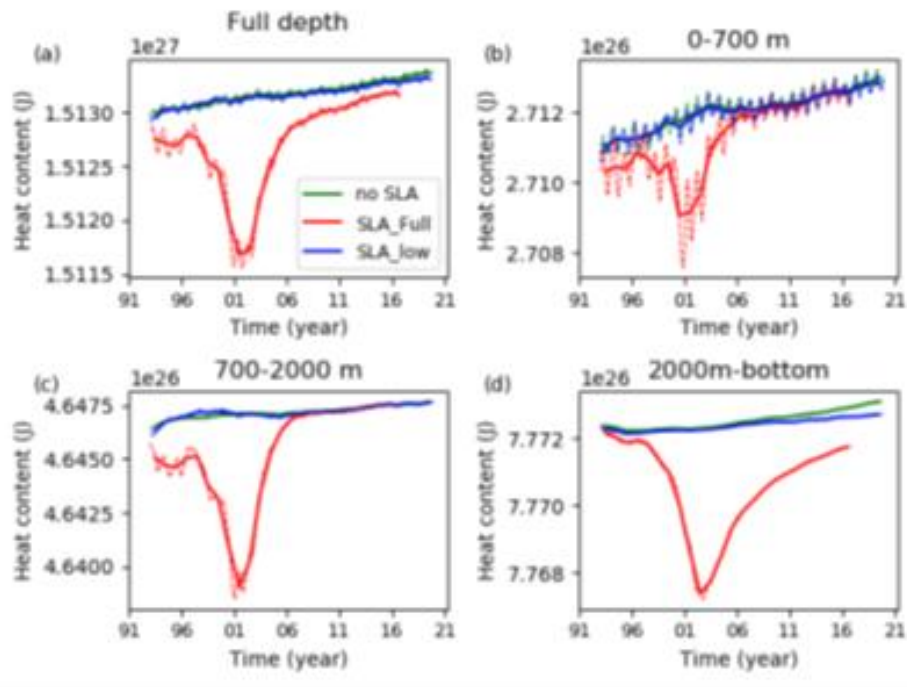 Full depth
(a)
1e27
Heat content (J)
1.5130
1.5125
1.5120
1.5115
no SLA
SLA_Full
SLA_low
91 96 01 06 11 16 21
Time (year)
0-700 m
(b)
1e26
Heat content (J)
2.712
2.710
2.708
91 96 01 06 11 16 21
Time (year)
700-2000 m
(c)
1e26
Heat content (J)
4.6475
4.6450
4.6425
4.6400
91 96 01 06 11 16 21
Time (year)
2000m-bottom
(d)
1e26
Heat content (J)
7.772
7.770
7.768
91 96 01 06 11 16 21
Time (year)